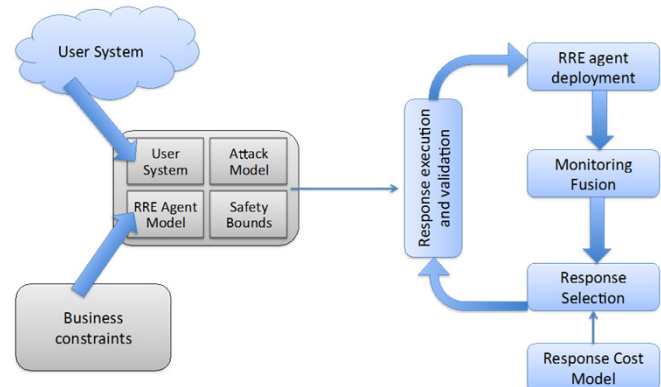 User System
User
System
Attack
Model
RRE Agent
Model
Safety
Bounds
Business
constraints
Response execution
and validation
RRE agent
deployment
Monitoring
Fusion
Response
Selection
Response Cost
Model